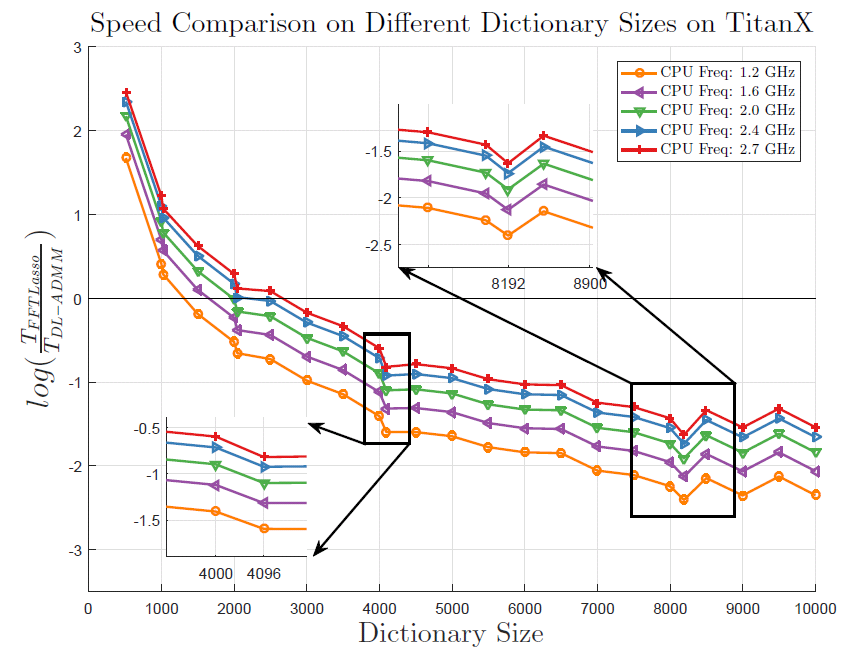 Speed Comparison on Different Dictionary Sizes on TitanX
3
2
1
0
-1
-2
-3
log(T_FFTLasso/T_DL-ADMM)
CPU Freq: 1.2 GHz
CPU Freq: 1.6 GHz
CPU Freq: 2.0 GHz
CPU Freq: 2.4 GHz
CPU Freq: 2.7 GHz
-1.5
-2
-2.5
8192 8900
-0.5
-1
-1.5
4000 4096
0 1000 2000 3000 4000 5000 6000 7000 8000 9000 10000
Dictionary Size